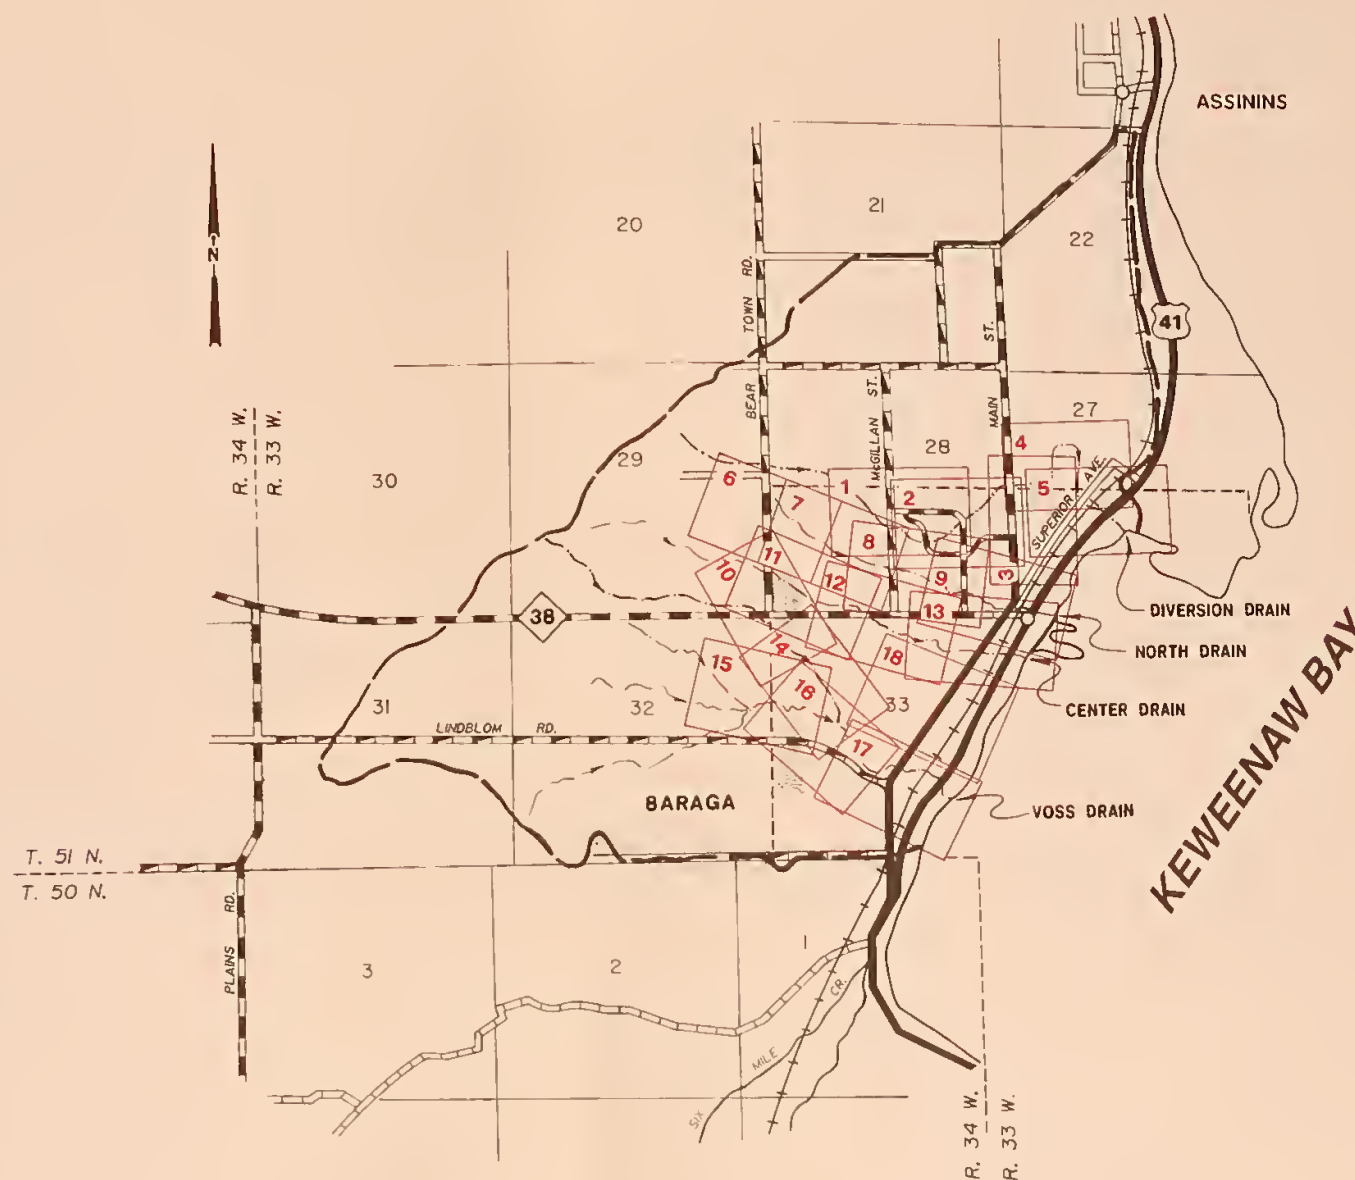 ASSININS
N
20
21
22
TOWN RD.
ST.
41
R. 34 W.
R. 33 W.
BEAR
McGILLAN ST.
MAIN
27
4
30
29
28
6
1
2
5
SUPERIOR AVE.
7
8
10
11
12
9
3
13
38
DIVERSION DRAIN
NORTH DRAIN
14
15
18
16
31
32
33
CENTER DRAIN
LINDBLOM RD.
17
KEWEENAW BAY
BARAGA
VOSS DRAIN
T. 51 N.
T. 50 N.
PLAINS RD.
3
2
1
SIX MILE CR.
R. 34 W.
R. 33 W.